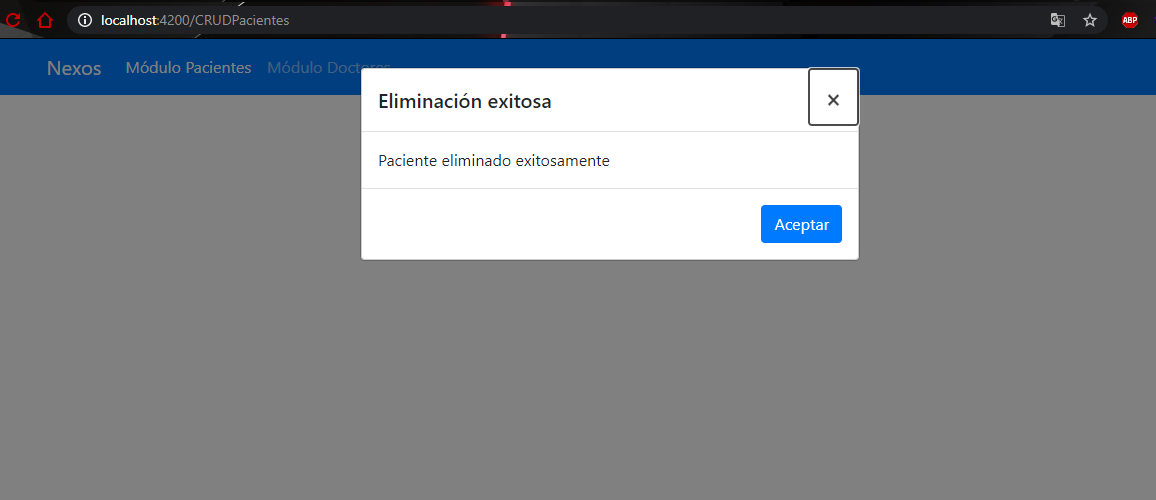 localhost:4200/CRUDPacientes
ABP
Nexos Módulo Pacientes Módulo Doctores
Eliminación exitosa
×
Paciente eliminado exitosamente
Aceptar